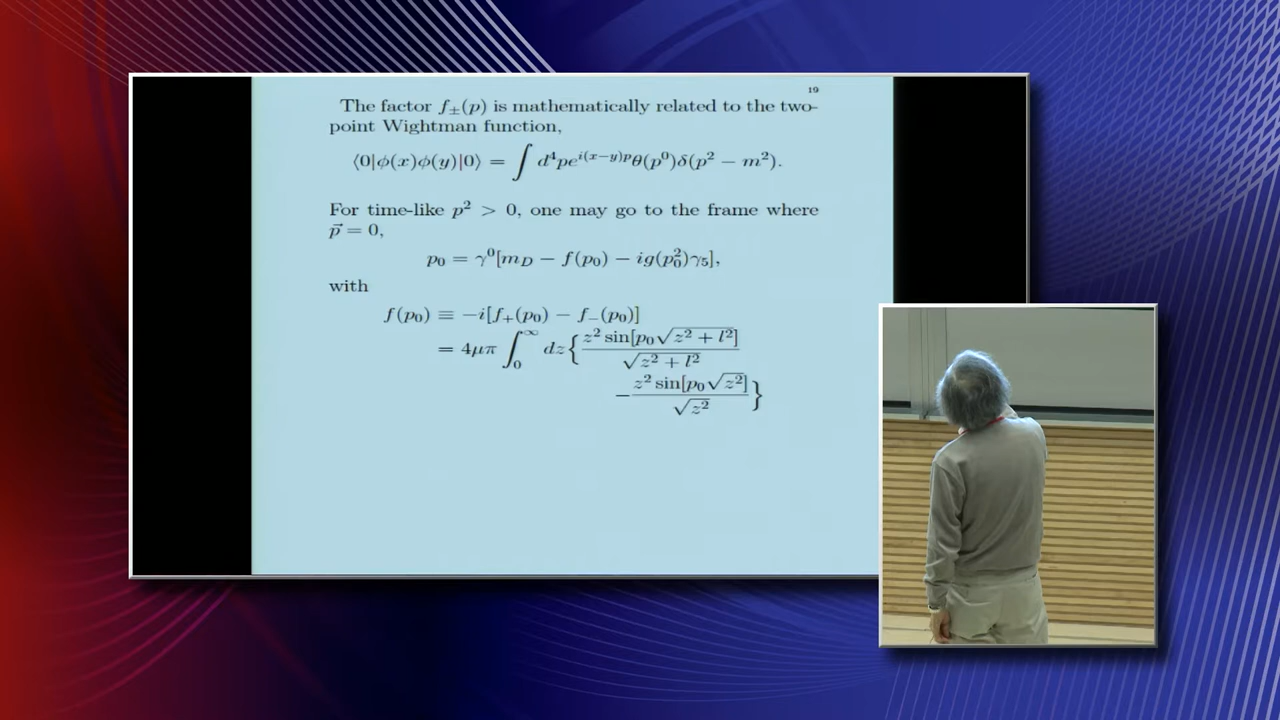 19
The factor f±(p) is mathematically related to the two-
point Wightman function,
⟨0|ϕ(x)ϕ(y)|0⟩ = ∫ d⁴pe^{i(x−y)p}θ(p⁰)δ(p² − m²).
For time-like p² > 0, one may go to the frame where
p⃗ = 0,
p₀ = γ⁰[m_D − f(p₀) − ig(p₀²)γ₅],
with
f(p₀) ≡ −i[f₊(p₀) − f₋(p₀)]
= 4μπ ∫₀^∞ dz{ z² sin[p₀√(z² + l²)] / √(z² + l²)
− z² sin[p₀√(z²)] / √(z²) }